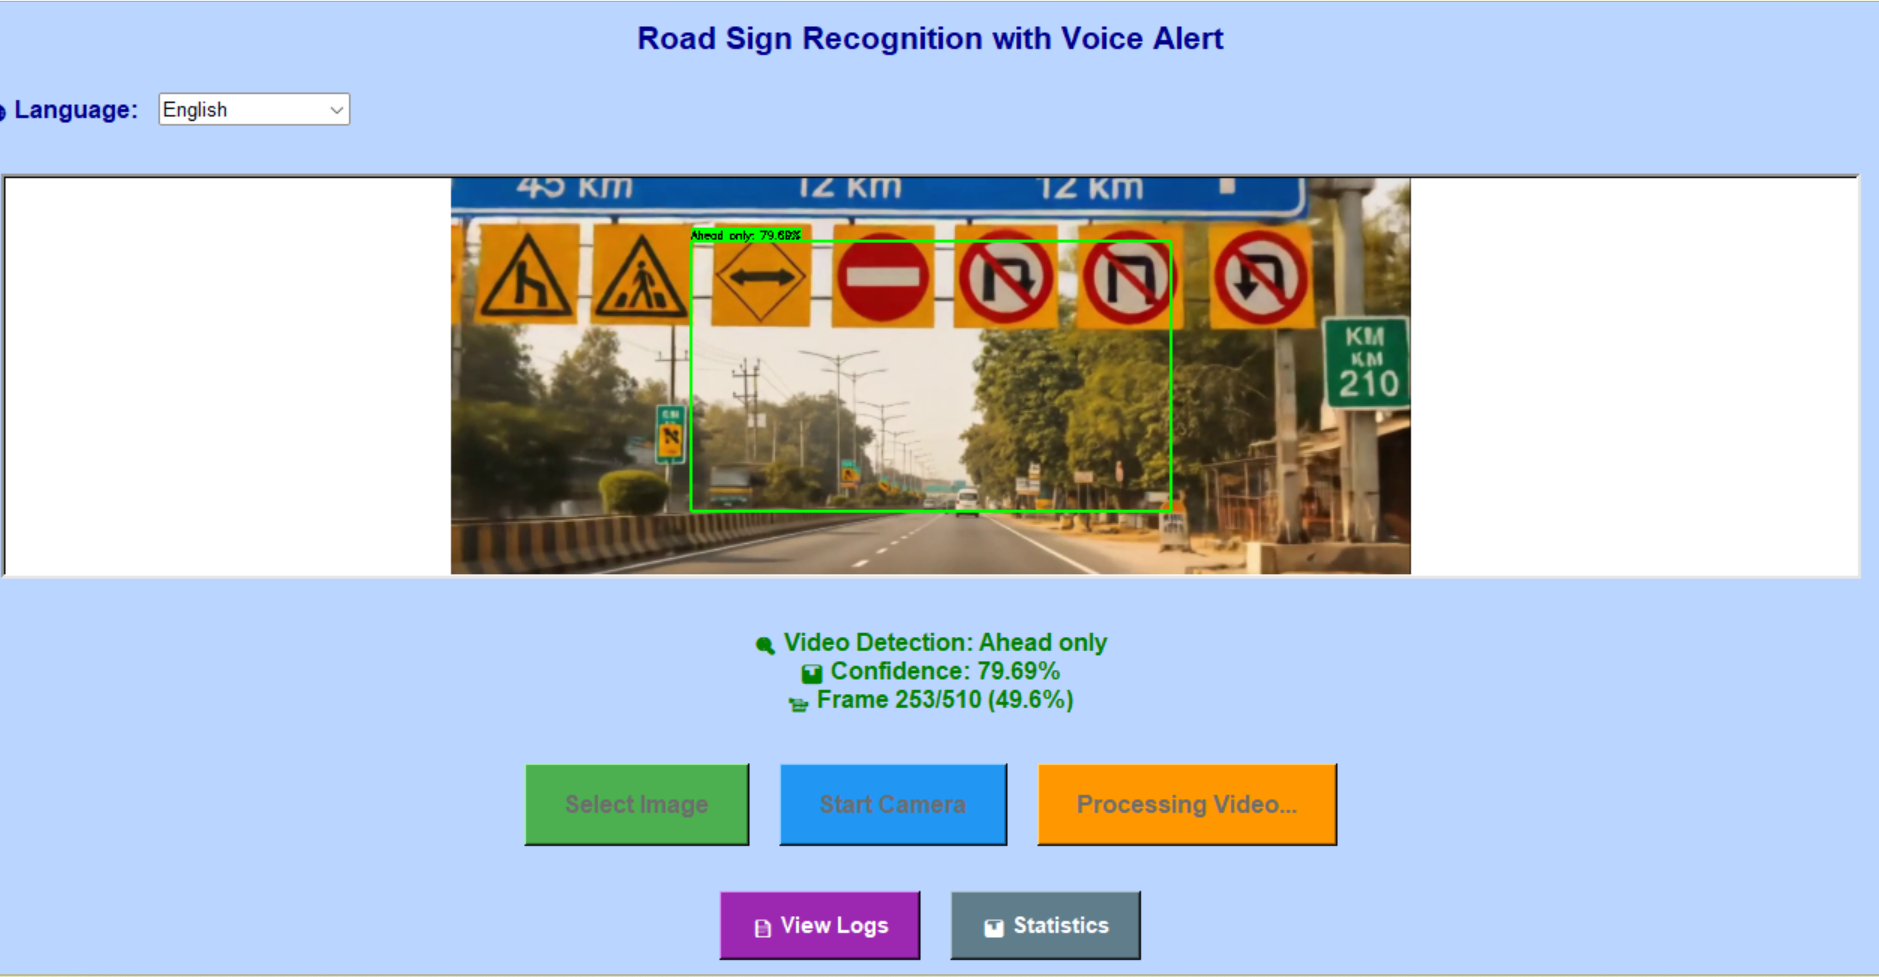 Road Sign Recognition with Voice Alert
Language: English
45 Km 12 Km 12 Km
Ahead only: 79.69%
KM
KM
210
Video Detection: Ahead only
Confidence: 79.69%
Frame 253/510 (49.6%)
Select Image Start Camera Processing Video...
View Logs Statistics